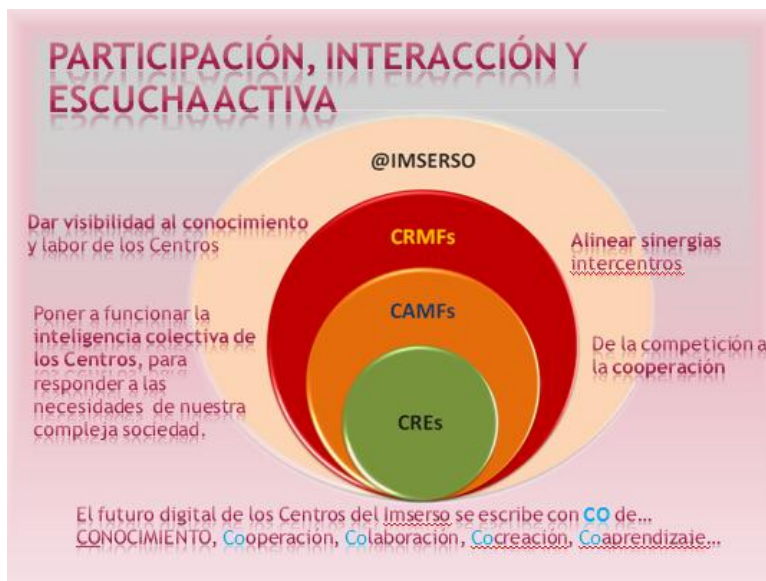 PARTICIPACIÓN, INTERACCIÓN Y
ESCUCHA ACTIVA
@IMSERSO
Dar visibilidad al conocimiento
y labor de los Centros
CRMFs
Alinear sinergias
intercentros
Poner a funcionar la
inteligencia colectiva de
los Centros, para
responder a las
necesidades de nuestra
compleja sociedad.
CAMFs
De la competición a
la cooperación
CREs
El futuro digital de los Centros del Imserso se escribe con CO de...
CONOCIMIENTO, Cooperación, Colaboración, Cocreación, Coaprendizaje...